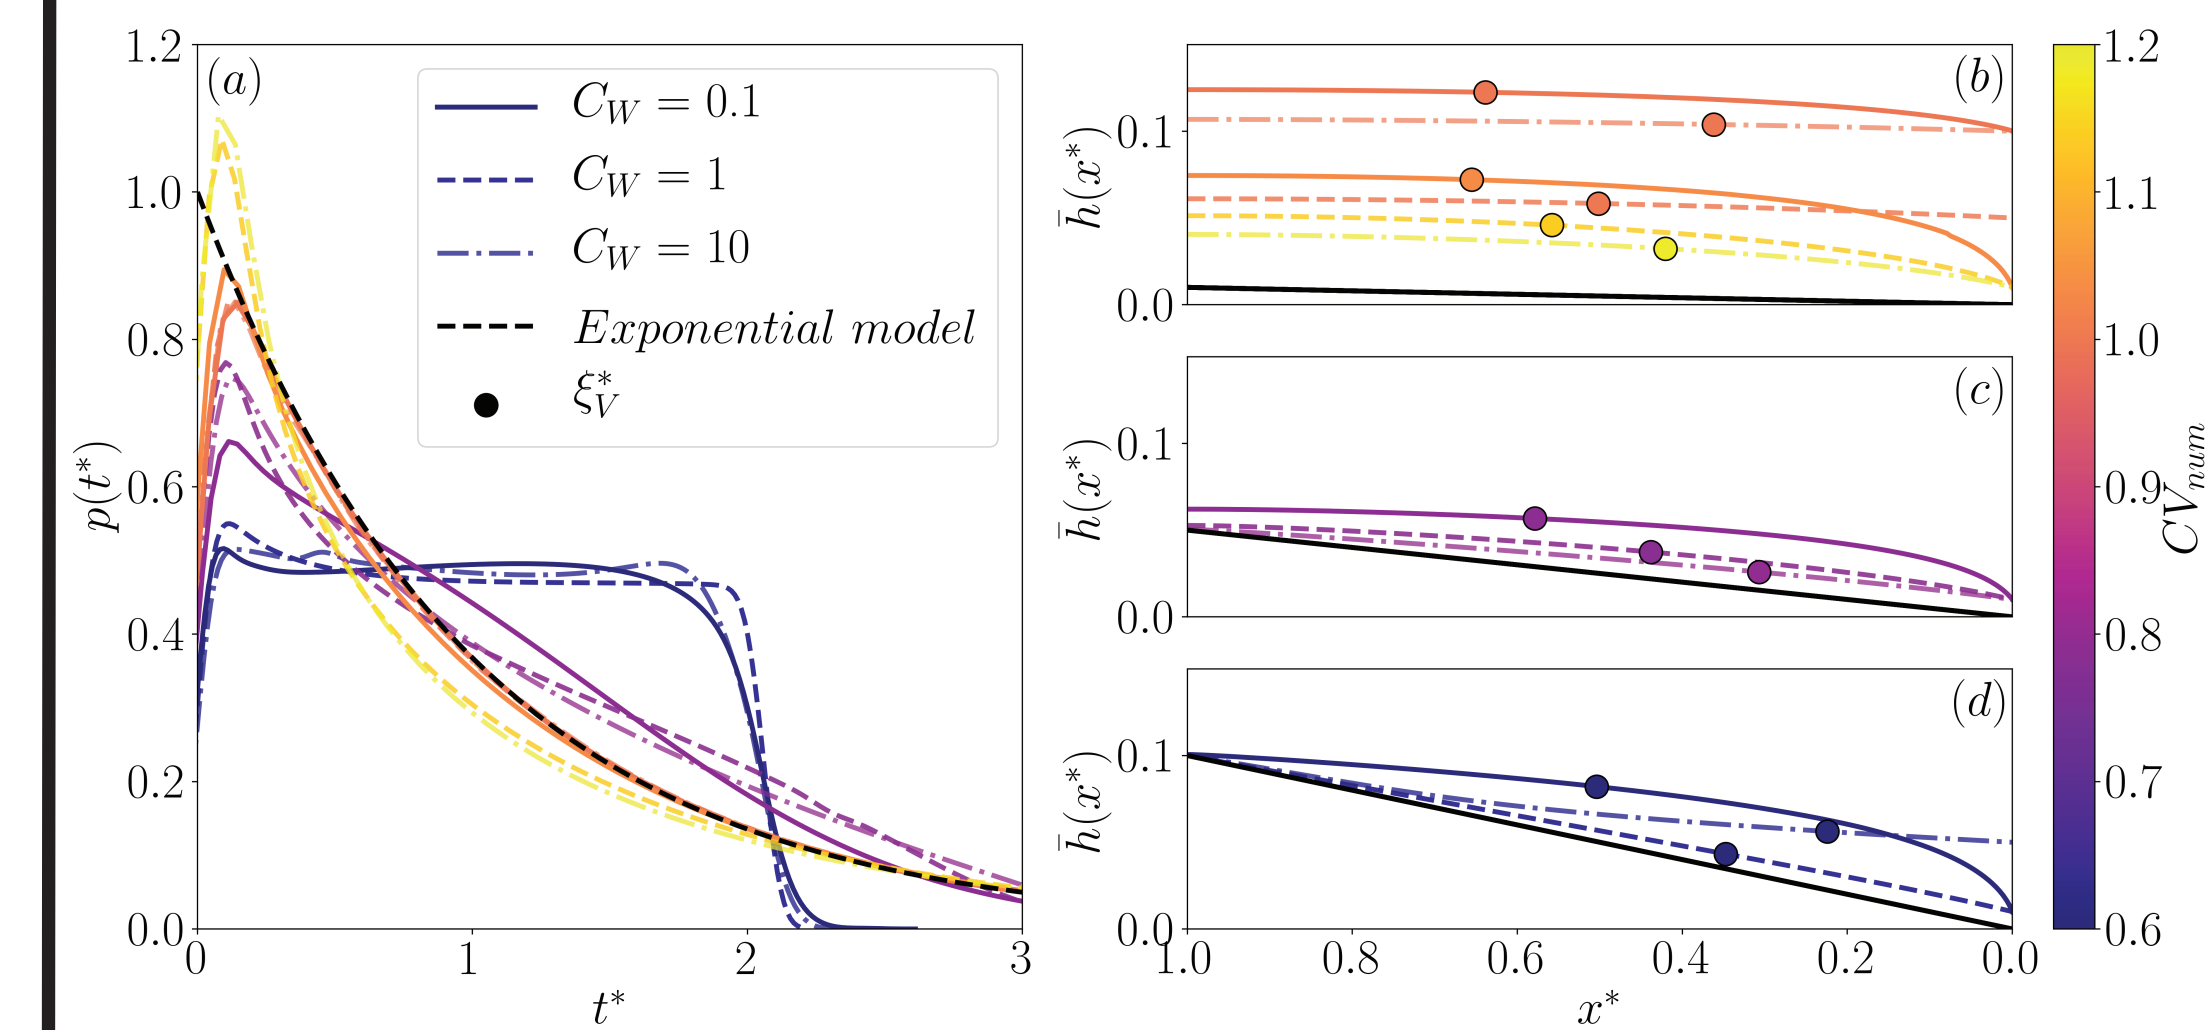 (a)
1.2
1.0
0.8
0.6
0.4
0.2
0.0
p(t*)
0
1
2
3
t*
C_W = 0.1
C_W = 1
C_W = 10
Exponential model
ξ*_V
(b)
0.1
0.0
h̄(x*)
(c)
0.1
0.0
h̄(x*)
(d)
0.1
0.0
h̄(x*)
1.0
0.8
0.6
0.4
0.2
0.0
x*
1.2
1.1
1.0
0.9
0.8
0.7
0.6
CV_num